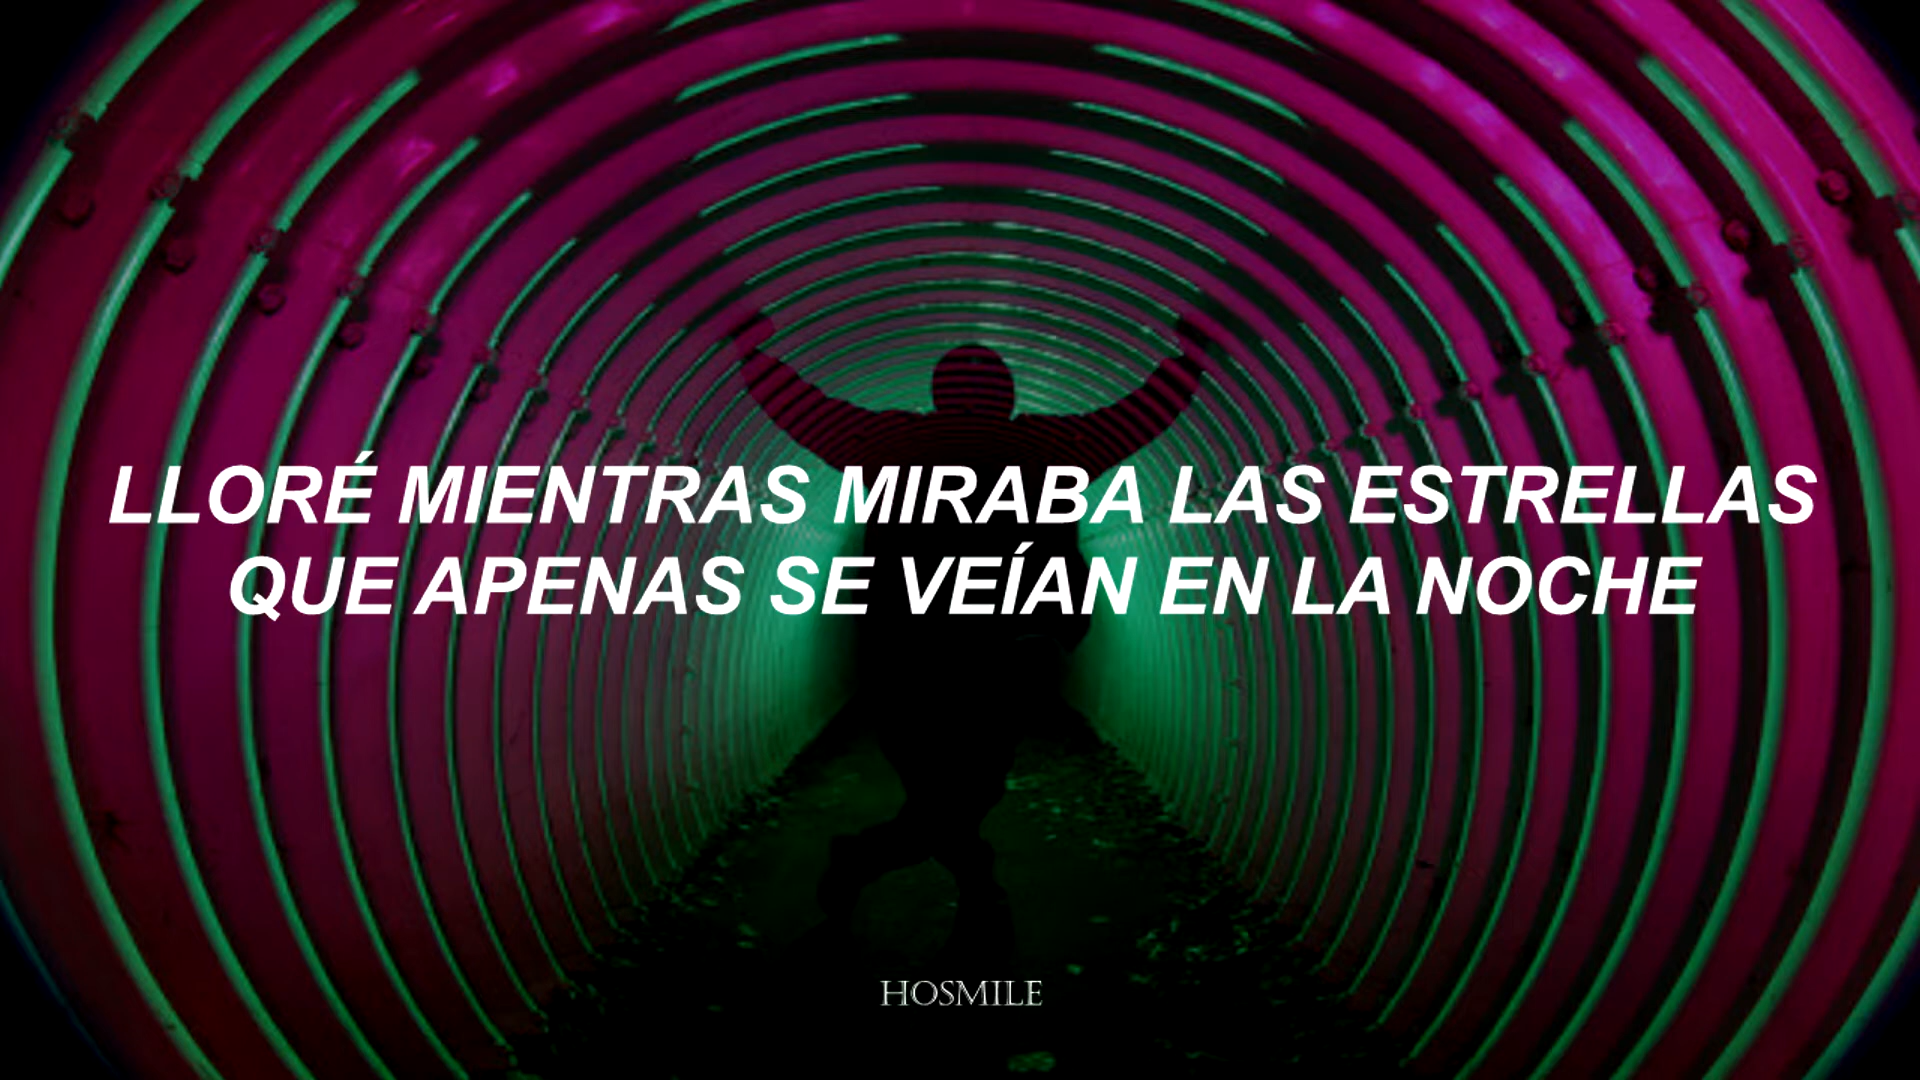 LLORÉ MIENTRAS MIRABA LAS ESTRELLAS
QUE APENAS SE VEÍAN EN LA NOCHE
HOSMILE